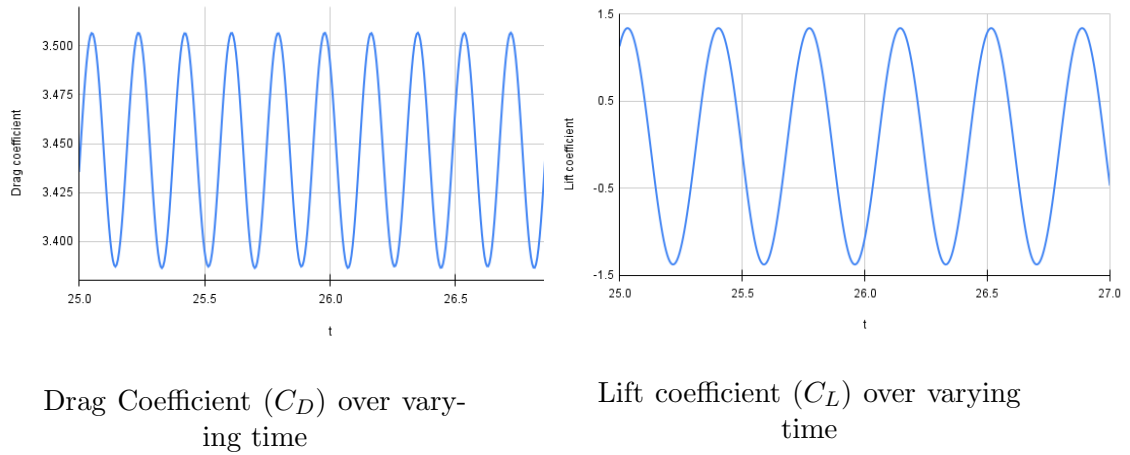 Drag coefficient
3.500
3.475
3.450
3.425
3.400
25.0 25.5 26.0 26.5
t
Drag Coefficient (C_D) over vary-
ing time
Lift coefficient
1.5
0.5
-0.5
-1.5
25.0 25.5 26.0 26.5 27.0
t
Lift coefficient (C_L) over varying
time